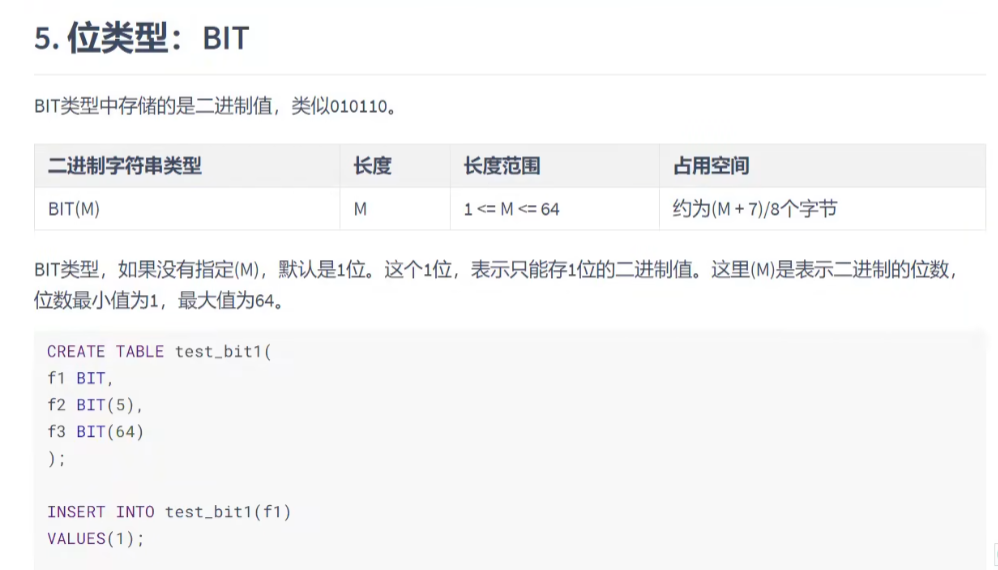 5. 位类型：BIT
BIT类型中存储的是二进制值，类似010110。
二进制字符串类型 长度 长度范围 占用空间
BIT(M) M 1 <= M <= 64 约为(M + 7)/8个字节
BIT类型，如果没有指定(M)，默认是1位。这个1位，表示只能存1位的二进制值。这里(M)是表示二进制的位数，
位数最小值为1，最大值为64。
CREATE TABLE test_bit1(
f1 BIT,
f2 BIT(5),
f3 BIT(64)
);
INSERT INTO test_bit1(f1)
VALUES(1);